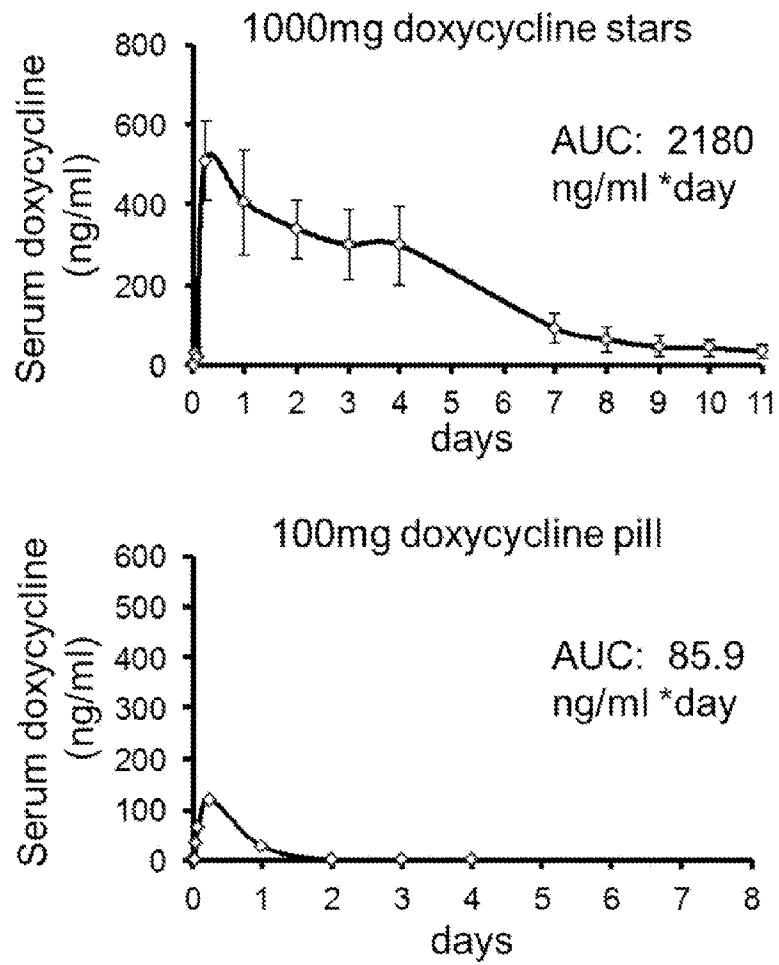 1000mg doxycycline stars
Serum doxycycline
(ng/ml)
800
600
400
200
0
AUC: 2180
ng/ml *day
0 1 2 3 4 5 6 7 8 9 10 11
days
100mg doxycycline pill
Serum doxycycline
(ng/ml)
600
500
400
300
200
100
0
AUC: 85.9
ng/ml *day
0 1 2 3 4 5 6 7 8
days